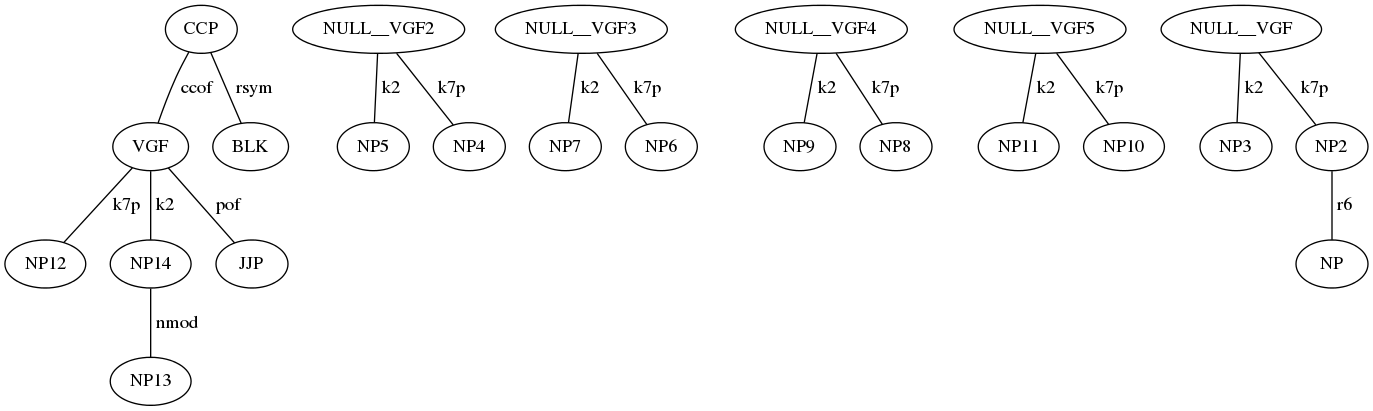 CCP NULL__VGF2 NULL__VGF3 NULL__VGF4 NULL__VGF5 NULL__VGF
ccof rsym k2 k7p k2 k7p k2 k7p k2 k7p k2 k7p
VGF BLK NP5 NP4 NP7 NP6 NP9 NP8 NP11 NP10 NP3 NP2
k7p k2 pof r6
NP12 NP14 JJP NP
nmod
NP13